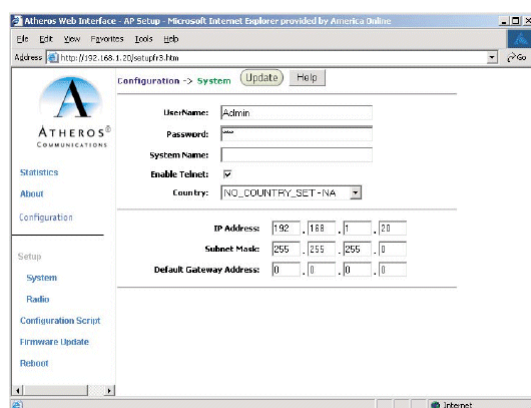 Atheros Web Interface - AP Setup - Microsoft Internet Explorer provided by America Online
File Edit View Favorites Tools Help
Address http://192.168.1.20/setupfr3.htm Go
Configuration -> System Update Help
ATHEROS®
COMMUNICATIONS
Statistics
About
Configuration
Setup
System
Radio
Configuration Script
Firmware Update
Reboot
UserName: Admin
Password: ****
System Name:
Enable Telnet:
Country: NO_COUNTRY_SET - NA
IP Address: 192 . 168 . 1 . 20
Subnet Mask: 255 . 255 . 255 . 0
Default Gateway Address: 0 . 0 . 0 . 0
Internet